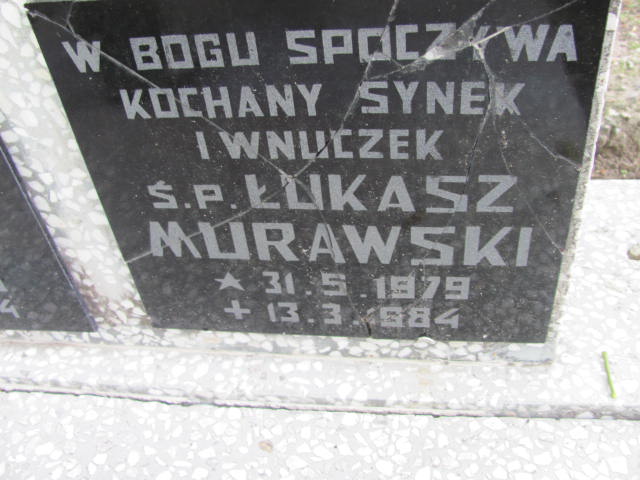 W BOGU SPOCZYWA
KOCHANY SYNEK
I WNUCZEK
Ś.P. ŁUKASZ
MURAWSKI
★ 31.5.1979
+ 13.3.1984